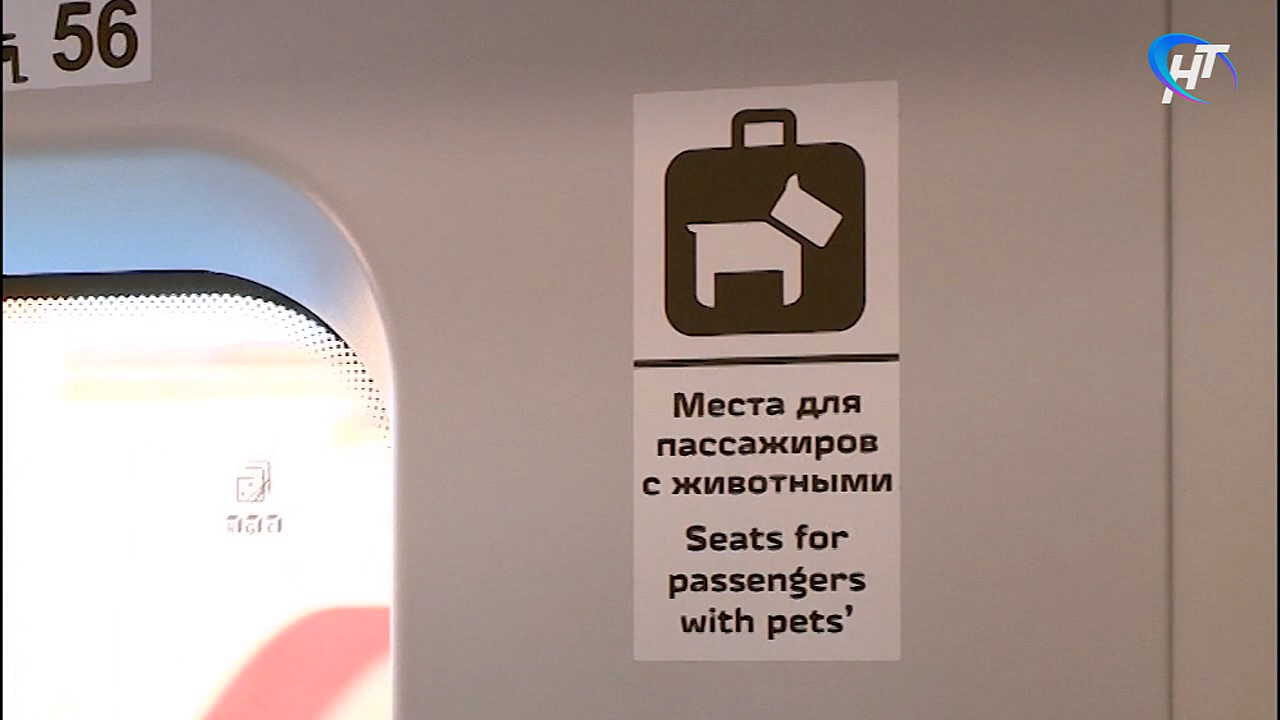 56
НТ
Места для
пассажиров
с животными
Seats for
passengers
with pets’